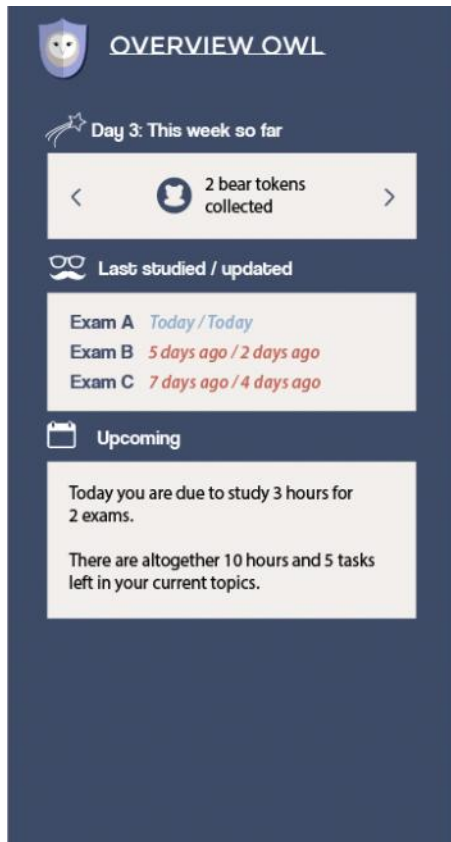 OVERVIEW OWL
Day 3: This week so far
2 bear tokens
collected
Last studied / updated
Exam A Today / Today
Exam B 5 days ago / 2 days ago
Exam C 7 days ago / 4 days ago
Upcoming
Today you are due to study 3 hours for
2 exams.
There are altogether 10 hours and 5 tasks
left in your current topics.